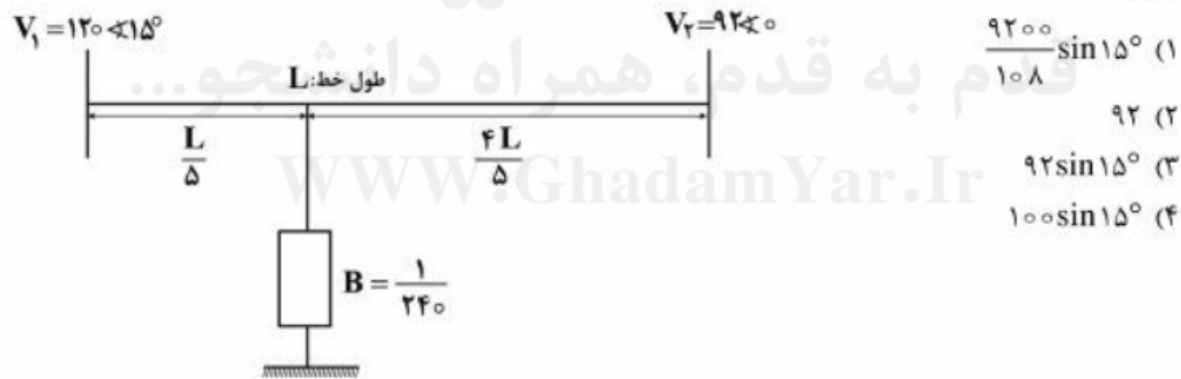 V₁ = ۱۲۰∢۱۵°
V₂ = ۹۲∢۰
طول خط: L
L/۵
۴L/۵
B = ۱/۲۴۰
۱) ۹۲۰۰/۱۰۸ sin۱۵°
۲) ۹۲
۳) ۹۲sin۱۵°
۴) ۱۰۰sin۱۵°
قدم به قدم، همراه دانشجو...
WWW.GhadamYar.Ir